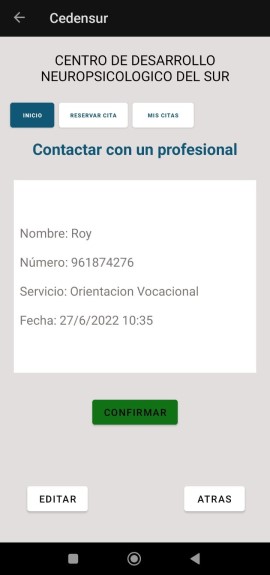 Cedensur
CENTRO DE DESARROLLO
NEUROPSICOLOGICO DEL SUR
INICIO
RESERVAR CITA
MIS CITAS
Contactar con un profesional
Nombre: Roy
Número: 961874276
Servicio: Orientacion Vocacional
Fecha: 27/6/2022 10:35
CONFIRMAR
EDITAR
ATRAS